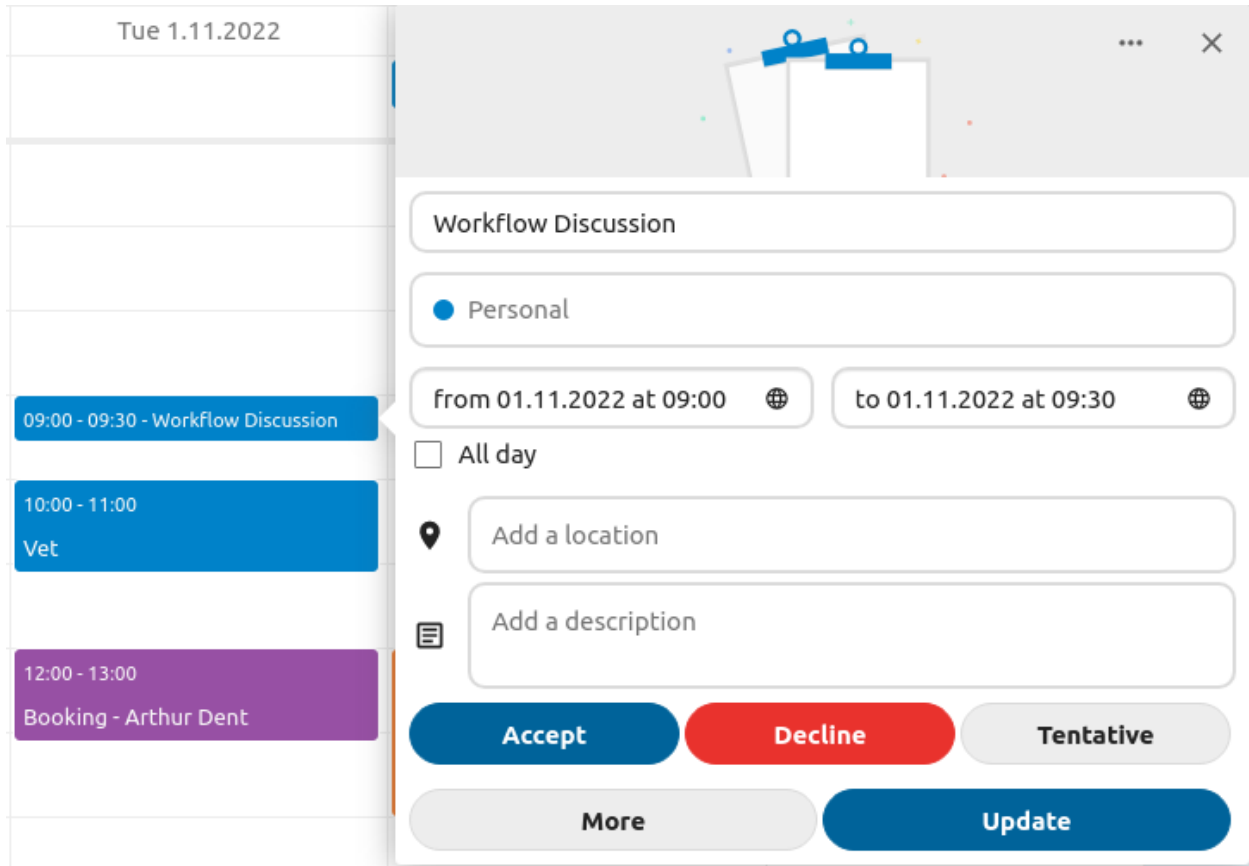 Tue 1.11.2022
09:00 - 09:30 - Workflow Discussion
10:00 - 11:00
Vet
12:00 - 13:00
Booking - Arthur Dent
Workflow Discussion
Personal
from 01.11.2022 at 09:00
to 01.11.2022 at 09:30
All day
Add a location
Add a description
Accept
Decline
Tentative
More
Update